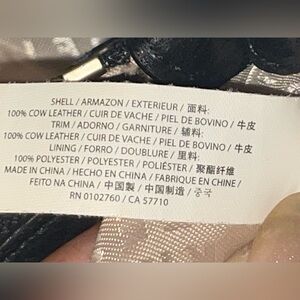 SHELL / ARMAZON / EXTERIEUR / 面料:
100% COW LEATHER / CUIR DE VACHE / PIEL DE BOVINO / 牛皮
TRIM / ADORNO / GARNITURE / 辅料:
100% COW LEATHER / CUIR DE VACHE / PIEL DE BOVINO / 牛皮
LINING / FORRO / DOUBLURE / 里料:
100% POLYESTER / POLYESTER / POLIÉSTER / 聚酯纤维
MADE IN CHINA / HECHO EN CHINA / FABRIQUE EN CHINE /
FEITO NA CHINA / 中国製 / 中国制造 / 중국
RN 0102760 / CA 57710